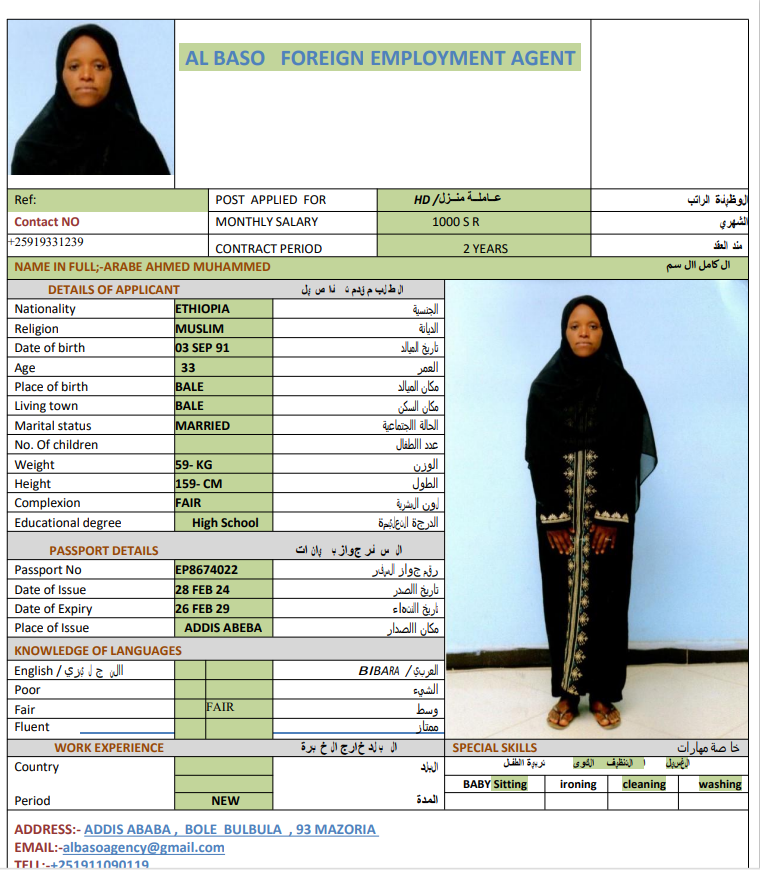 AL BASO FOREIGN EMPLOYMENT AGENT
Ref: POST APPLIED FOR عـاملـة منـزل/ HD الوظيفة الراتب
Contact NO MONTHLY SALARY 1000 S R الشهري
+25919331239 CONTRACT PERIOD 2 YEARS مند العقد
NAME IN FULL;-ARABE AHMED MUHAMMED ال كامل اال سم
DETAILS OF APPLICANT
Nationality ETHIOPIA الجنسية
Religion MUSLIM الديانة
Date of birth 03 SEP 91 تاريخ الميالد
Age 33 العمر
Place of birth BALE مكان الميالد
Living town BALE مكان السكن
Marital status MARRIED الحالة االجتماعية
No. Of children عدد االطفال
Weight 59- KG الوزن
Height 159- CM الطول
Complexion FAIR لون البشرية
Educational degree High School الدرجة التعليمية
PASSPORT DETAILS ال س فر جواز ب يان ات
Passport No EP8674022 رقم جواز السفر
Date of Issue 28 FEB 24 تاريخ االصدر
Date of Expiry 26 FEB 29 تاريخ االنتهاء
Place of Issue ADDIS ABEBA مكان االصدار
KNOWLEDGE OF LANGUAGES
English / االن ج ل يزي BIBARA / العربي
Poor الشيء
Fair FAIR وسط
Fluent ممتاز
WORK EXPERIENCE ال بلد خارج ال خ برة SPECIAL SKILLS خا صة مهارات
Country البلد تربية الطفل الكوى التنظيف الغسيل
BABY Sitting ironing cleaning washing
Period NEW المدة
ADDRESS:- ADDIS ABABA , BOLE BULBULA , 93 MAZORIA
EMAIL:-albasoagency@gmail.com
TELL:-+251911090119